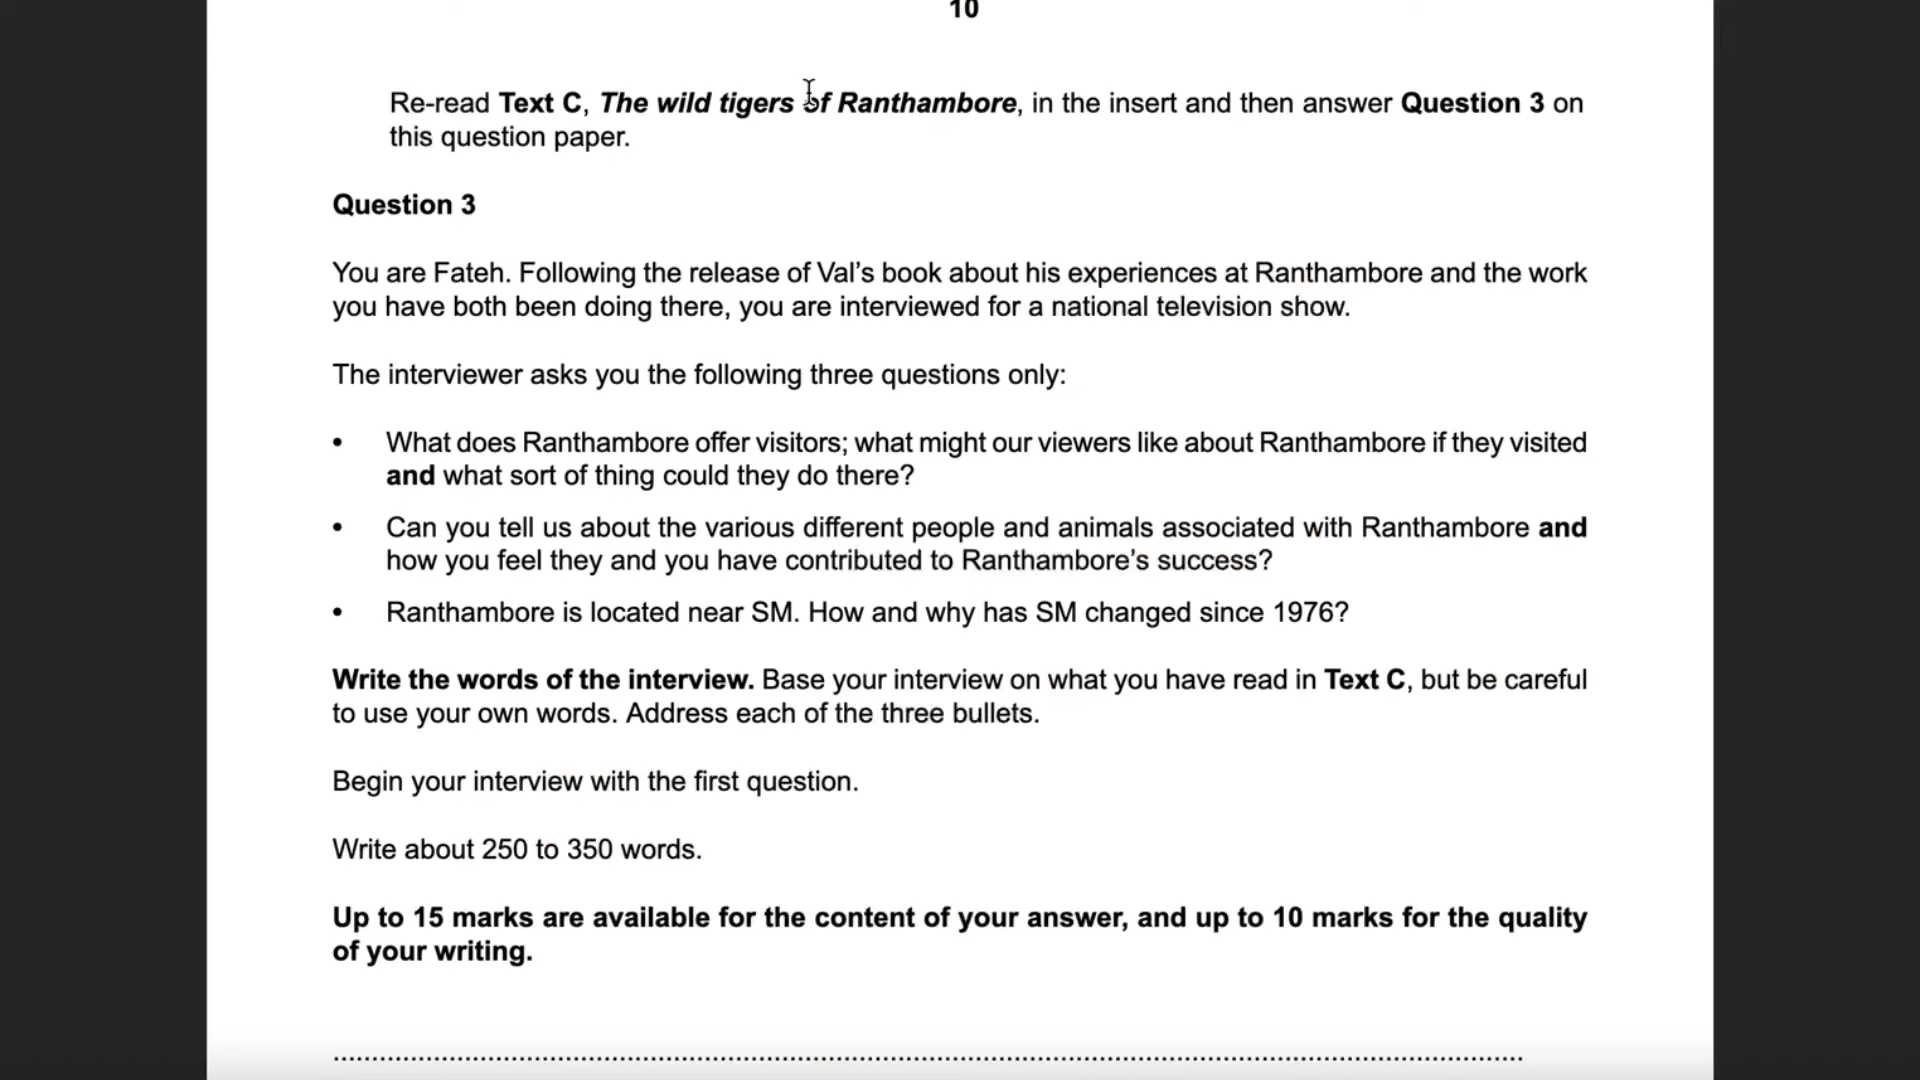 10
Re-read Text C, The wild tigers of Ranthambore, in the insert and then answer Question 3 on
this question paper.
Question 3
You are Fateh. Following the release of Val’s book about his experiences at Ranthambore and the work
you have both been doing there, you are interviewed for a national television show.
The interviewer asks you the following three questions only:
• What does Ranthambore offer visitors; what might our viewers like about Ranthambore if they visited
and what sort of thing could they do there?
• Can you tell us about the various different people and animals associated with Ranthambore and
how you feel they and you have contributed to Ranthambore’s success?
• Ranthambore is located near SM. How and why has SM changed since 1976?
Write the words of the interview. Base your interview on what you have read in Text C, but be careful
to use your own words. Address each of the three bullets.
Begin your interview with the first question.
Write about 250 to 350 words.
Up to 15 marks are available for the content of your answer, and up to 10 marks for the quality
of your writing.